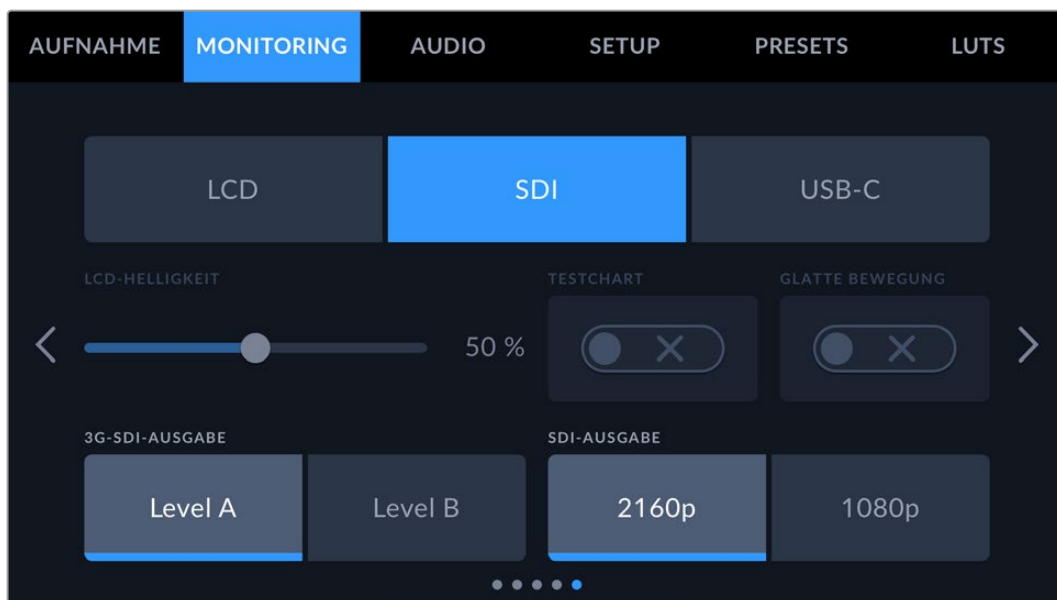 AUFNAHME MONITORING AUDIO SETUP PRESETS LUTS
LCD SDI USB-C
LCD-HELLIGKEIT TESTCHART GLATTE BEWEGUNG
50 %
3G-SDI-AUSGABE SDI-AUSGABE
Level A Level B 2160p 1080p